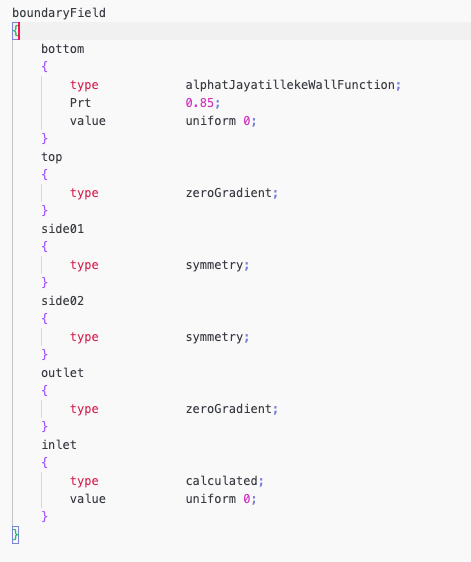 boundaryField
{
    bottom
    {
        type            alphatJayatillekeWallFunction;
        Prt             0.85;
        value           uniform 0;
    }
    top
    {
        type            zeroGradient;
    }
    side01
    {
        type            symmetry;
    }
    side02
    {
        type            symmetry;
    }
    outlet
    {
        type            zeroGradient;
    }
    inlet
    {
        type            calculated;
        value           uniform 0;
    }
}